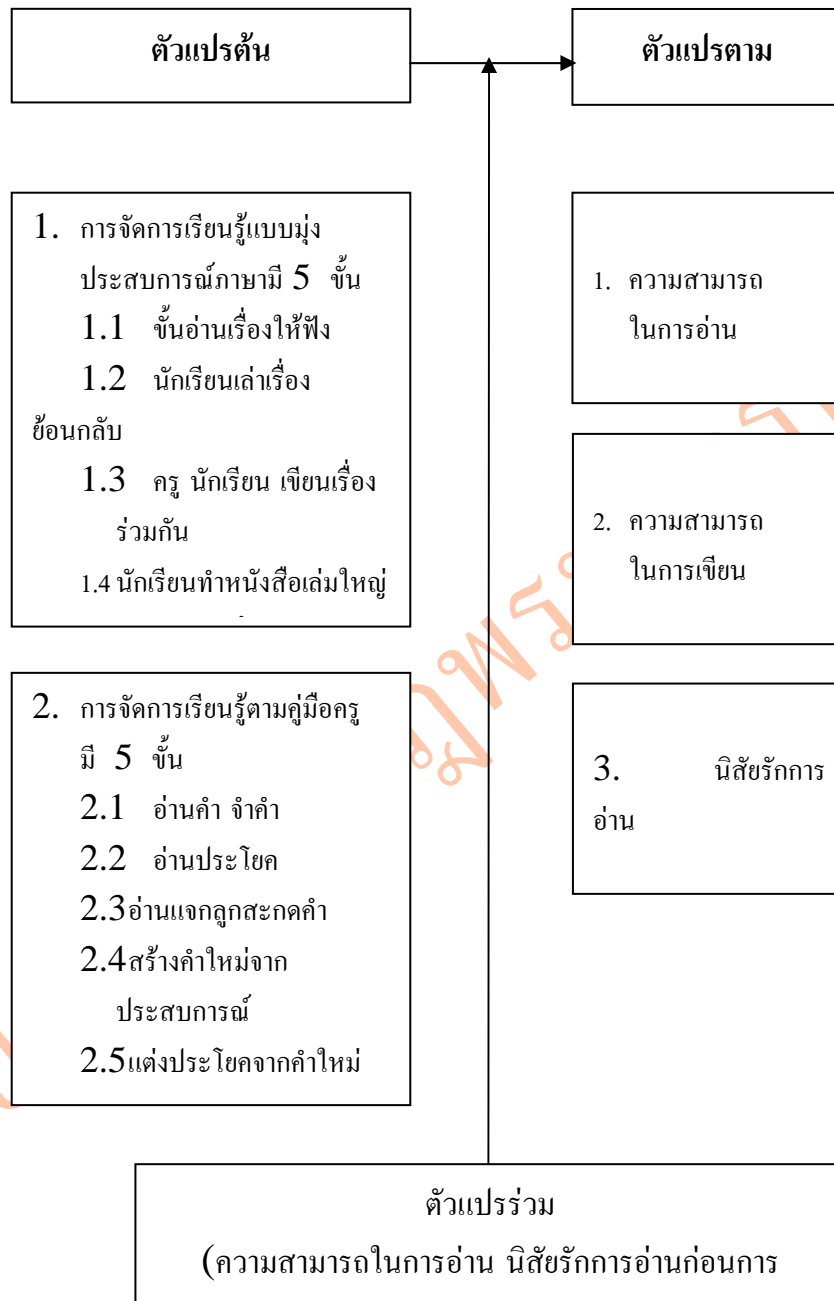 ตัวแปรต้น
ตัวแปรตาม
1. การจัดการเรียนรู้แบบมุ่ง
ประสบการณ์ภาษามี 5 ขั้น
1.1 ขั้นอ่านเรื่องให้ฟัง
1.2 นักเรียนเล่าเรื่อง
ย้อนกลับ
1.3 ครู นักเรียน เขียนเรื่อง
ร่วมกัน
1.4 นักเรียนทำหนังสือเล่มใหญ่
2. การจัดการเรียนรู้ตามคู่มือครู
มี 5 ขั้น
2.1 อ่านคำ จำคำ
2.2 อ่านประโยค
2.3อ่านแจกลูกสะกดคำ
2.4สร้างคำใหม่จาก
ประสบการณ์
2.5แต่งประโยคจากคำใหม่
1. ความสามารถ
ในการอ่าน
2. ความสามารถ
ในการเขียน
3. นิสัยรักการ
อ่าน
ตัวแปรร่วม
(ความสามารถในการอ่าน นิสัยรักการอ่านก่อนการ